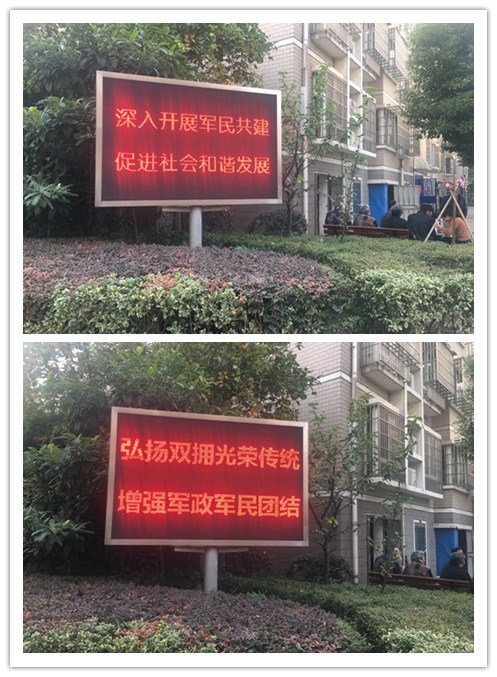 深入开展军民共建
促进社会和谐发展
弘扬双拥光荣传统
增强军政军民团结